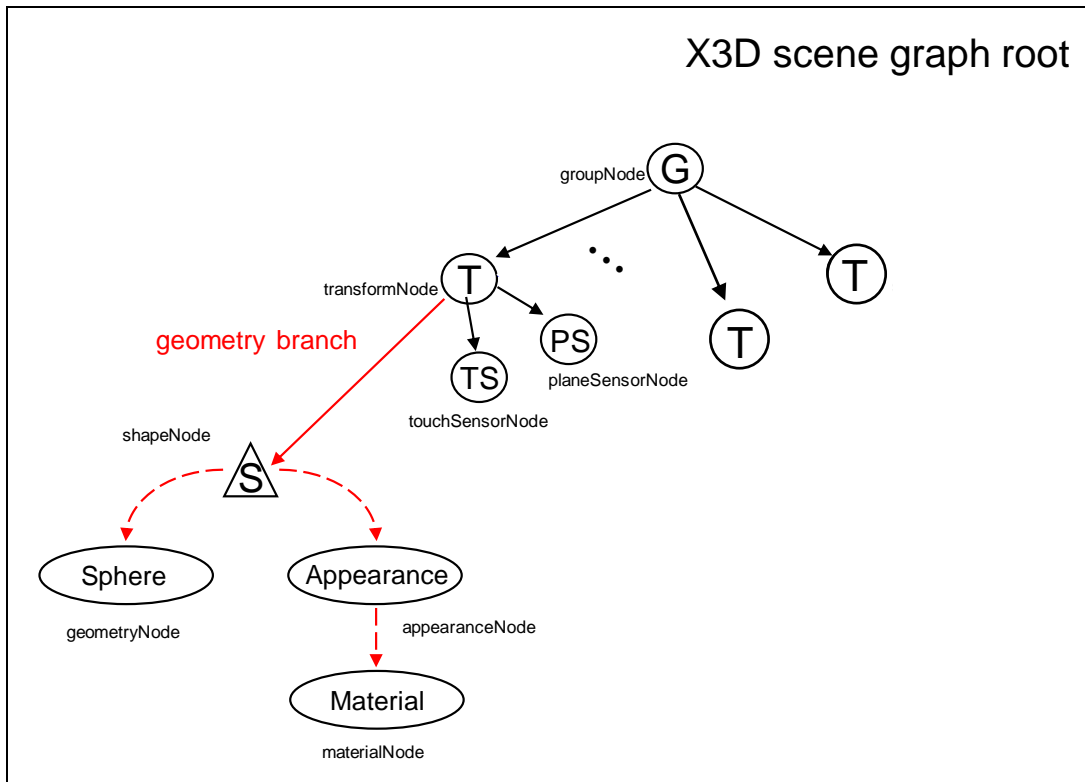 X3D scene graph root
groupNode
G
T
transformNode
T
geometry branch
PS
T
TS
planeSensorNode
touchSensorNode
shapeNode
S
Sphere
Appearance
geometryNode
appearanceNode
Material
materialNode